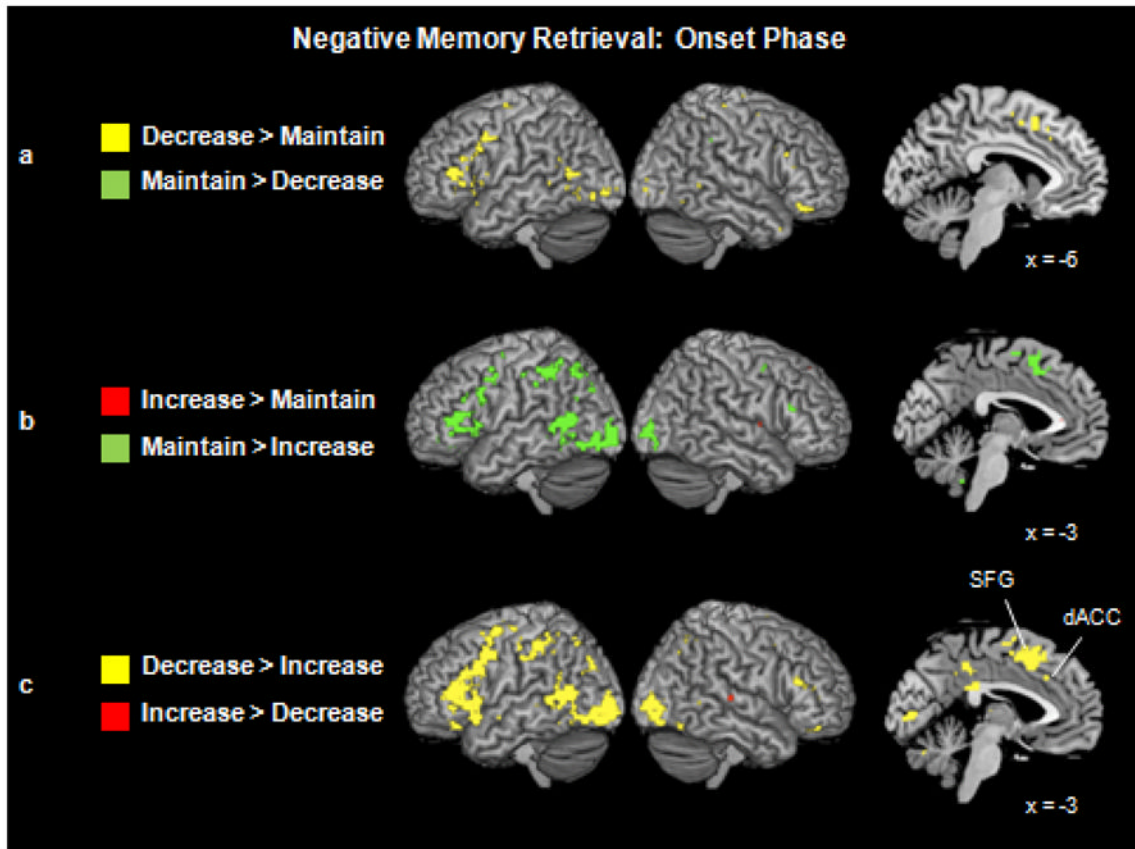 Negative Memory Retrieval: Onset Phase
a
Decrease > Maintain
Maintain > Decrease
x = -6
b
Increase > Maintain
Maintain > Increase
x = -3
SFG
dACC
c
Decrease > Increase
Increase > Decrease
x = -3